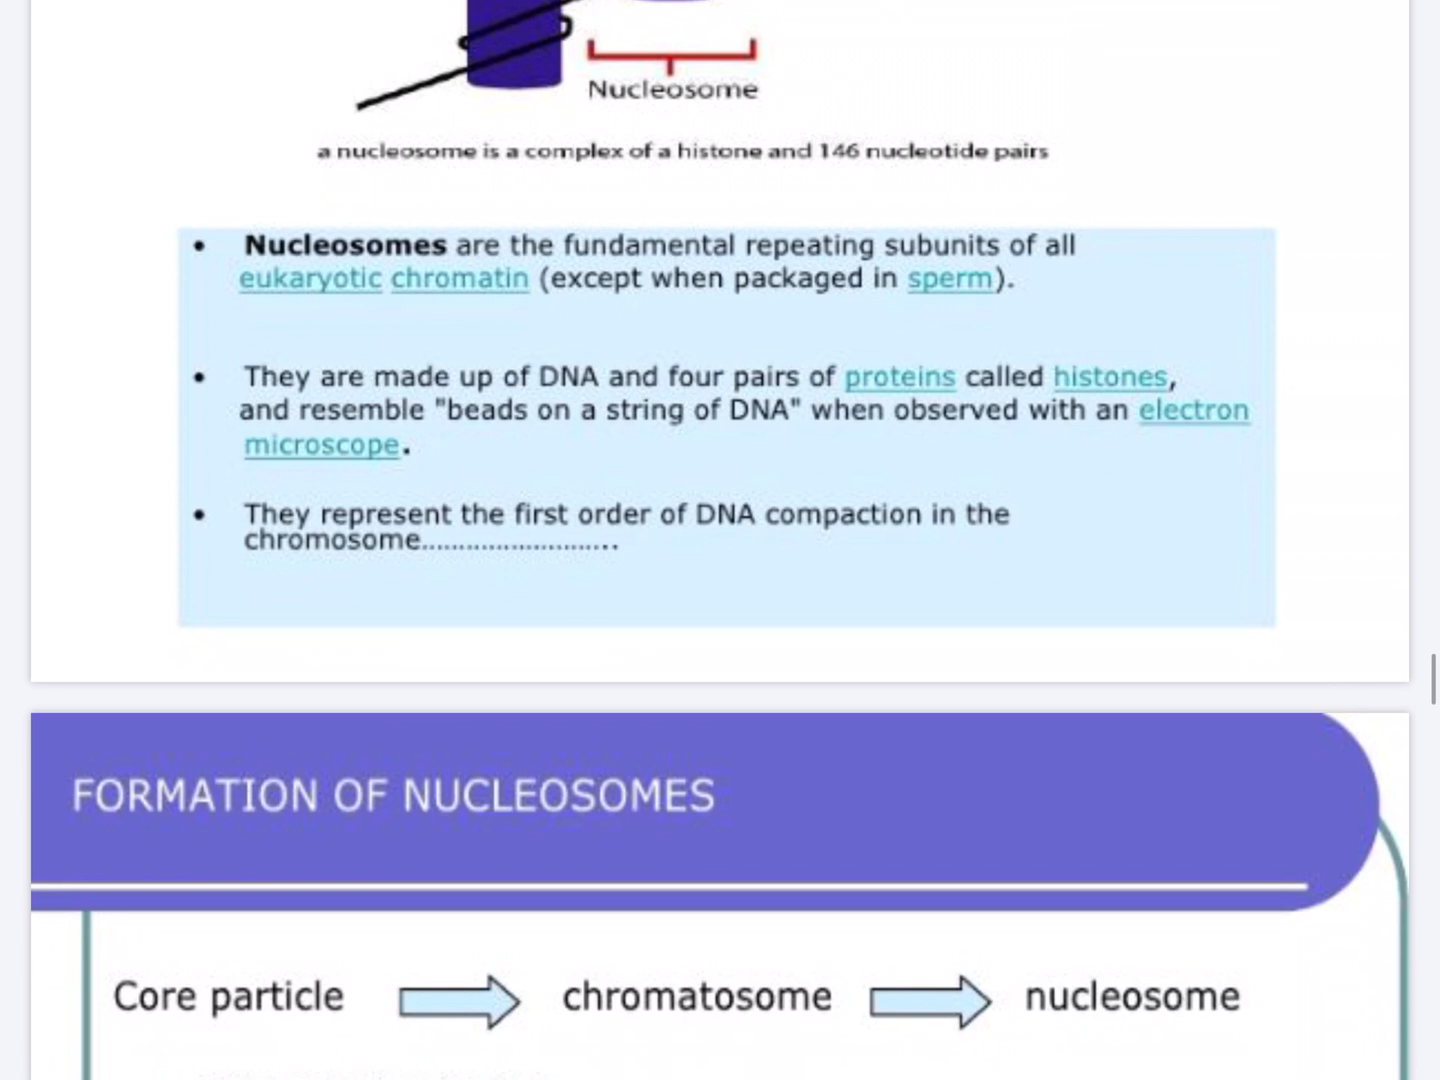 Nucleosome
a nucleosome is a complex of a histone and 146 nucleotide pairs
• Nucleosomes are the fundamental repeating subunits of all
eukaryotic chromatin (except when packaged in sperm).
• They are made up of DNA and four pairs of proteins called histones,
and resemble "beads on a string of DNA" when observed with an electron
microscope.
• They represent the first order of DNA compaction in the
chromosome..........................
FORMATION OF NUCLEOSOMES
Core particle chromatosome nucleosome